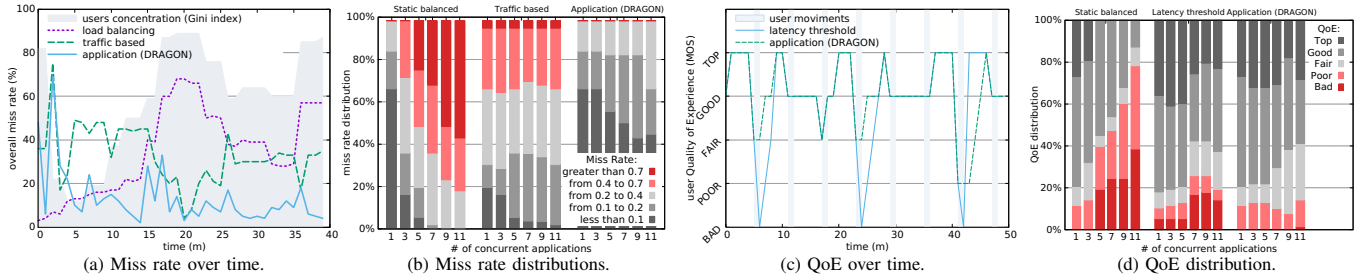 users concentration (Gini index)
load balancing
traffic based
application (DRAGON)
overall miss rate (%)
100
80
60
40
20
0
0 5 10 15 20 25 30 35 40
time (m)
(a) Miss rate over time.
Static balanced Traffic based Application (DRAGON)
miss rate distribution
100%
80%
60%
40%
20%
Miss Rate:
greater than 0.7
from 0.4 to 0.7
from 0.2 to 0.4
from 0.1 to 0.2
less than 0.1
1 3 5 7 9 11 1 3 5 7 9 11 1 3 5 7 9 11
# of concurrent applications
(b) Miss rate distributions.
user moviments
latency threshold
application (DRAGON)
user Quality of Experience (MOS)
TOP
GOOD
FAIR
POOR
BAD
0 10 20 30 40 50
time (m)
(c) QoE over time.
Static balanced Latency threshold Application (DRAGON)
QoE distribution
100%
80%
60%
40%
20%
0%
QoE:
Top
Good
Fair
Poor
Bad
1 3 5 7 9 11 1 3 5 7 9 11 1 3 5 7 9 11
# of concurrent applications
(d) QoE distribution.